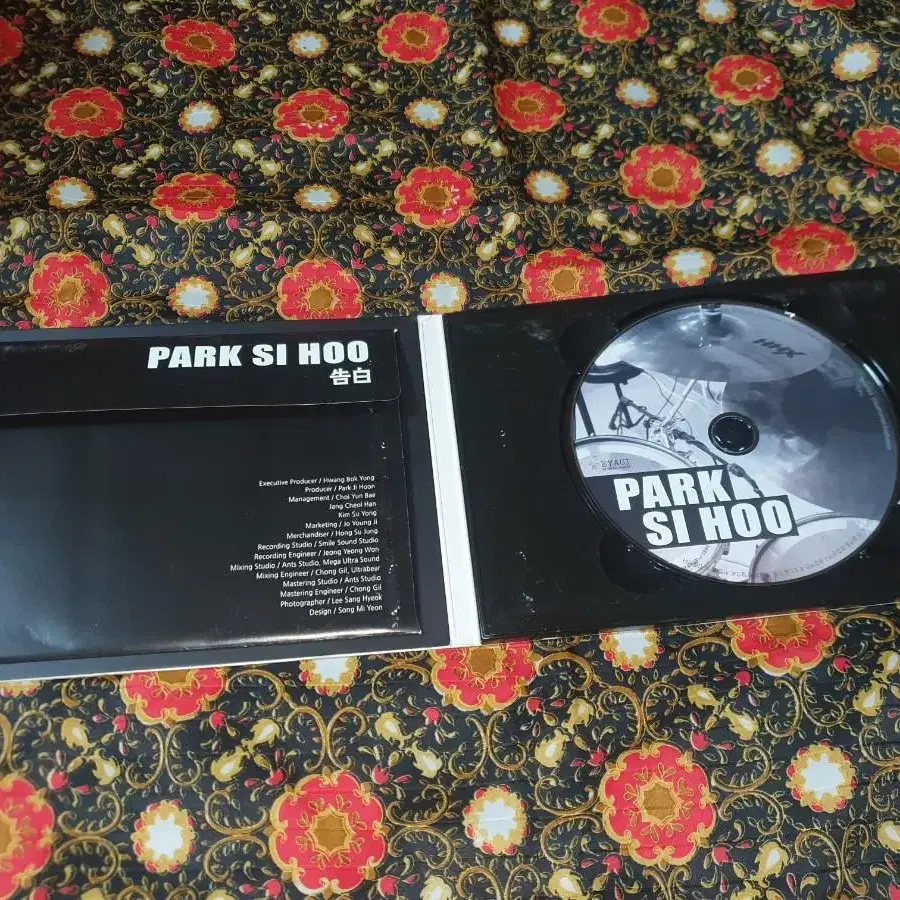 PARK SI HOO
告白
Executive Producer / Hwang Bok Yong
Producer / Park Ji Hoon
Management / Choi Yun Bae
Jang Cheol Han
Kim Su Yong
Marketing / Jo Young Ji
Merchandiser / Hong Su Jung
Recording Studio / Smile Sound Studio
Recording Engineer / Jeong Yeong Won
Mixing Studio / Ants Studio, Mega Ultra Sound
Mixing Engineer / Chong Gil, Ultrabear
Mastering Studio / Ants Studio
Mastering Engineer / Chong Gil
Photographer / Lee Sang Hyeok
Design / Song Mi Yeon
HHX
PARK
SI HOO